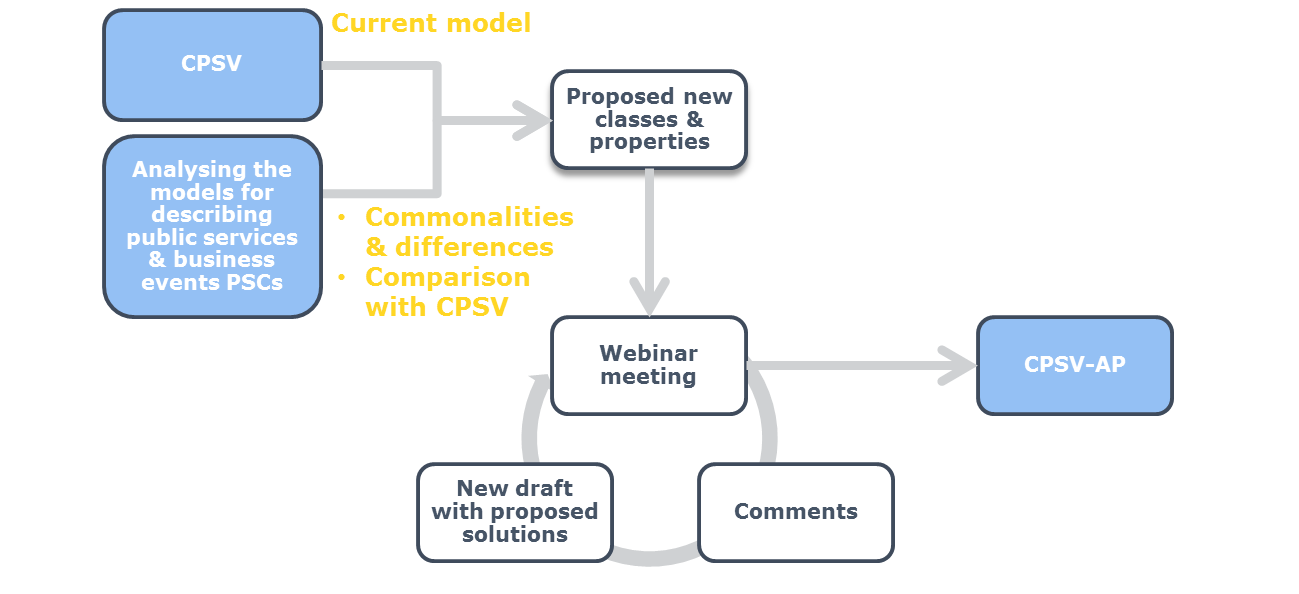 Current model
CPSV
Proposed new
classes &
properties
Analysing the
models for
describing
public services
& business
events PSCs
• Commonalities
& differences
• Comparison
with CPSV
Webinar
meeting
CPSV-AP
New draft
with proposed
solutions
Comments